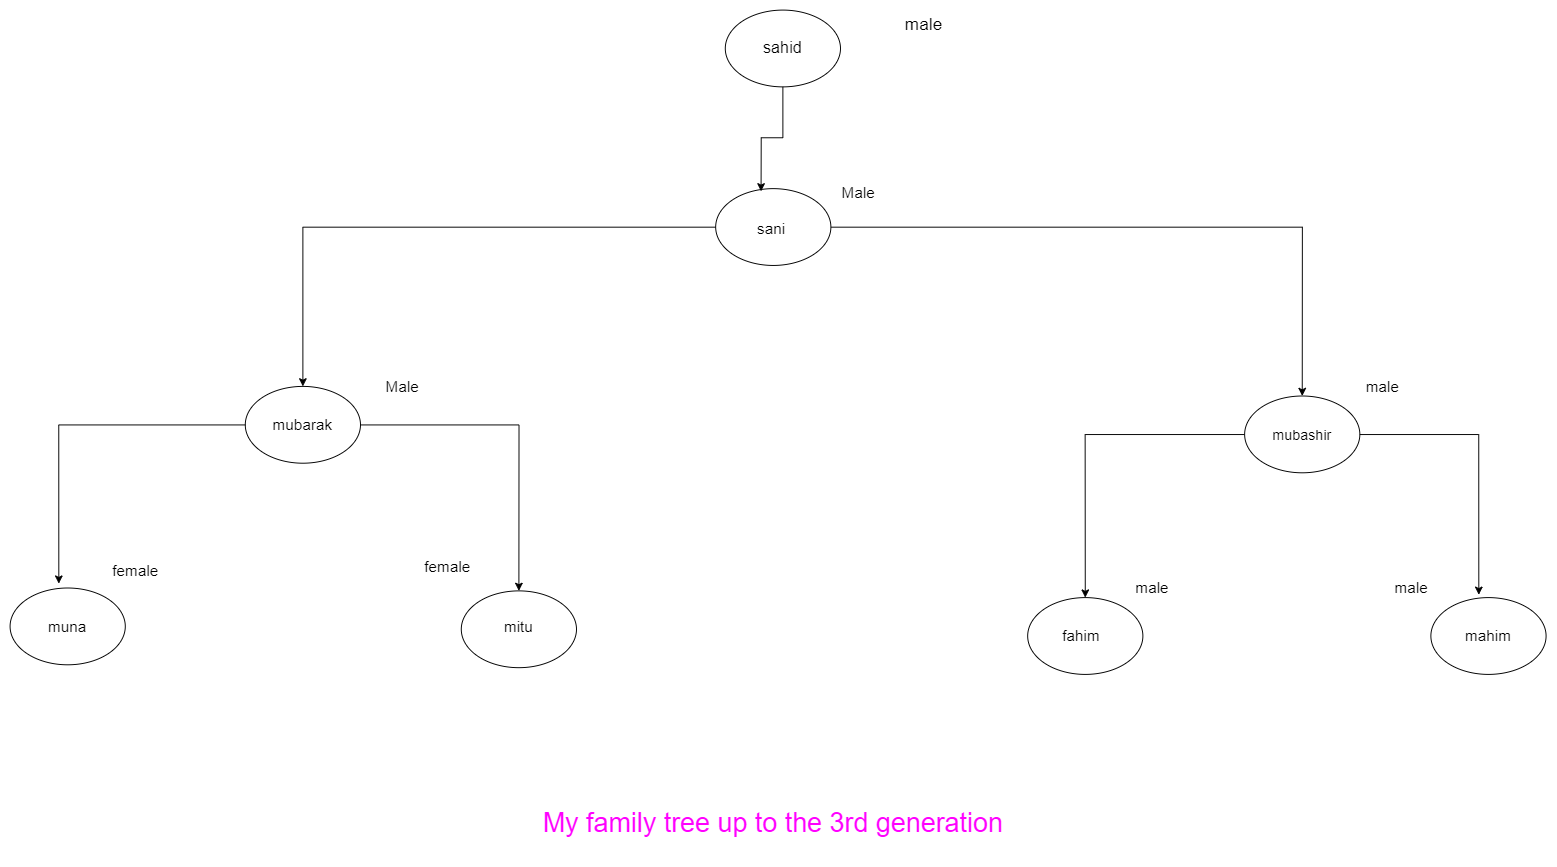 sahid
male
sani
Male
mubarak
Male
mubashir
male
muna
female
mitu
female
fahim
male
mahim
male
My family tree up to the 3rd generation